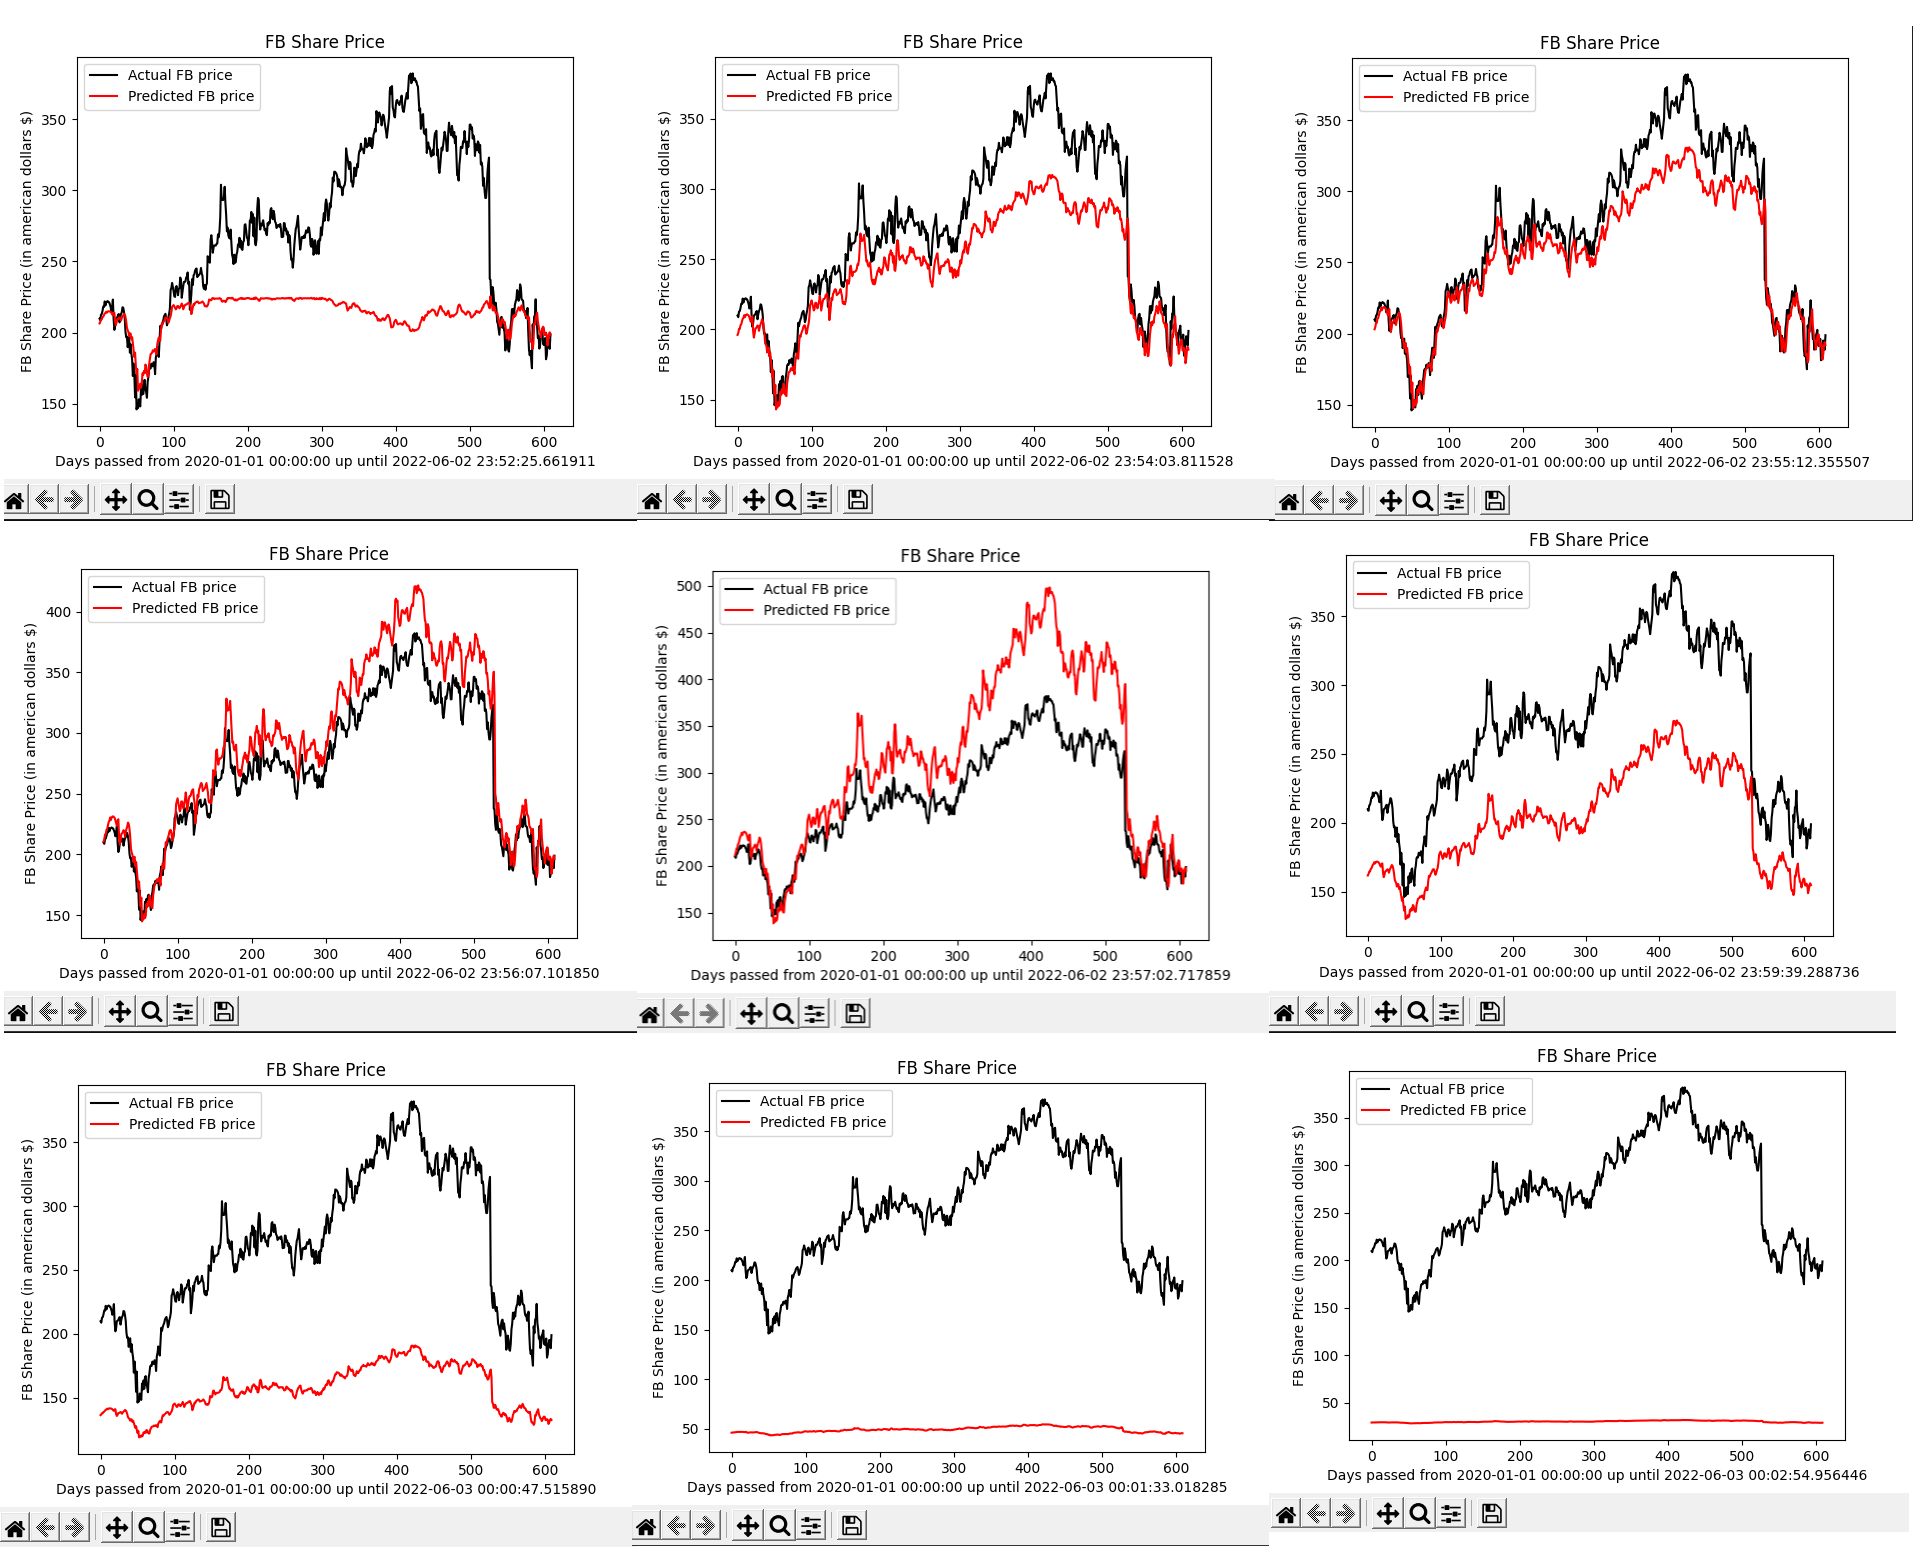 FB Share Price
Actual FB price
Predicted FB price
FB Share Price (in american dollars $)
350
300
250
200
150
0 100 200 300 400 500 600
Days passed from 2020-01-01 00:00:00 up until 2022-06-02 23:52:25.661911
FB Share Price
Actual FB price
Predicted FB price
FB Share Price (in american dollars $)
350
300
250
200
150
0 100 200 300 400 500 600
Days passed from 2020-01-01 00:00:00 up until 2022-06-02 23:54:03.811528
FB Share Price
Actual FB price
Predicted FB price
FB Share Price (in american dollars $)
350
300
250
200
150
0 100 200 300 400 500 600
Days passed from 2020-01-01 00:00:00 up until 2022-06-02 23:55:12.355507
FB Share Price
Actual FB price
Predicted FB price
FB Share Price (in american dollars $)
400
350
300
250
200
150
0 100 200 300 400 500 600
Days passed from 2020-01-01 00:00:00 up until 2022-06-02 23:56:07.101850
FB Share Price
Actual FB price
Predicted FB price
FB Share Price (in american dollars $)
500
450
400
350
300
250
200
150
0 100 200 300 400 500 600
Days passed from 2020-01-01 00:00:00 up until 2022-06-02 23:57:02.717859
FB Share Price
Actual FB price
Predicted FB price
FB Share Price (in american dollars $)
350
300
250
200
150
0 100 200 300 400 500 600
Days passed from 2020-01-01 00:00:00 up until 2022-06-02 23:59:39.288736
FB Share Price
Actual FB price
Predicted FB price
FB Share Price (in american dollars $)
350
300
250
200
150
0 100 200 300 400 500 600
Days passed from 2020-01-01 00:00:00 up until 2022-06-03 00:00:47.515890
FB Share Price
Actual FB price
Predicted FB price
FB Share Price (in american dollars $)
350
300
250
200
150
100
50
0 100 200 300 400 500 600
Days passed from 2020-01-01 00:00:00 up until 2022-06-03 00:01:33.018285
FB Share Price
Actual FB price
Predicted FB price
FB Share Price (in american dollars $)
350
300
250
200
150
100
50
0 100 200 300 400 500 600
Days passed from 2020-01-01 00:00:00 up until 2022-06-03 00:02:54.956446